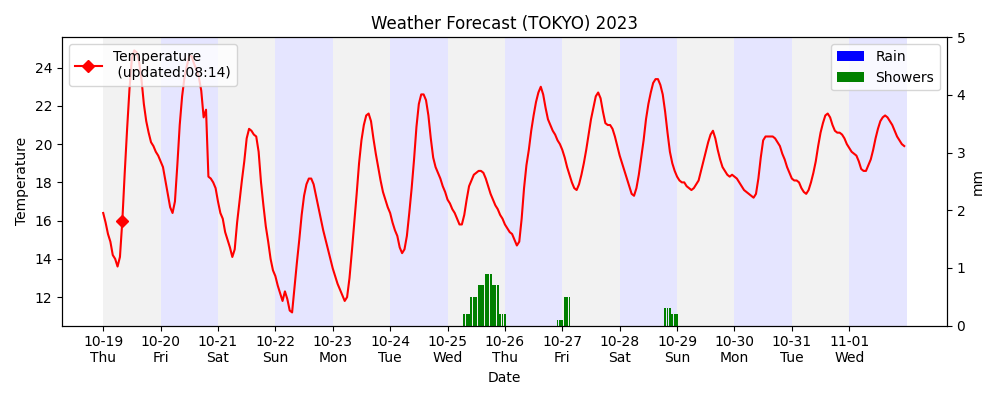 Weather Forecast (TOKYO) 2023
Temperature
(updated:08:14)
Rain
Showers
24
22
20
18
16
14
12
Temperature
5
4
3
2
1
0
mm
10-19 10-20 10-21 10-22 10-23 10-24 10-25 10-26 10-27 10-28 10-29 10-30 10-31 11-01
Thu Fri Sat Sun Mon Tue Wed Thu Fri Sat Sun Mon Tue Wed
Date